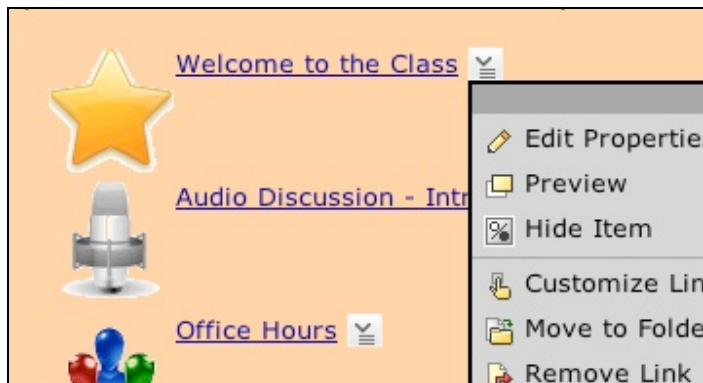 Welcome to the Class
Edit Propertie
Preview
Audio Discussion - Intr
Hide Item
Customize Lin
Office Hours
Move to Folde
Remove Link